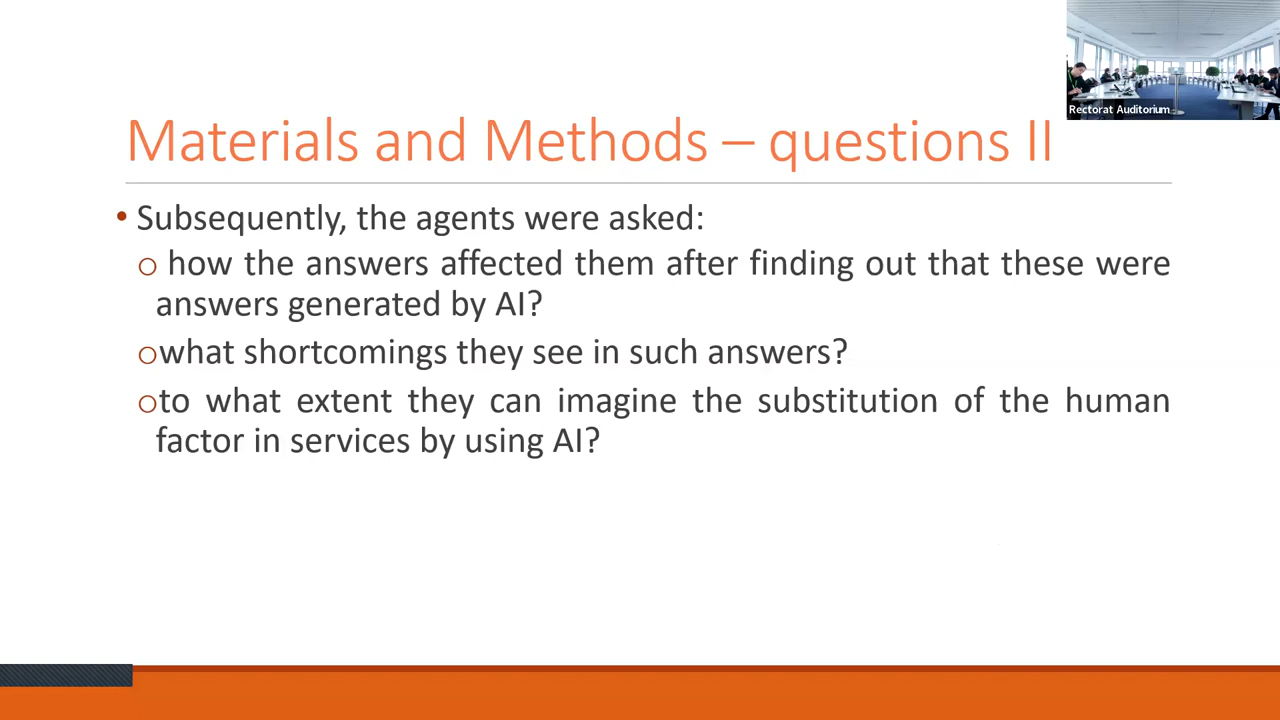 Rectorat Auditorium
Materials and Methods – questions II
• Subsequently, the agents were asked:
o how the answers affected them after finding out that these were
answers generated by AI?
owhat shortcomings they see in such answers?
oto what extent they can imagine the substitution of the human
factor in services by using AI?